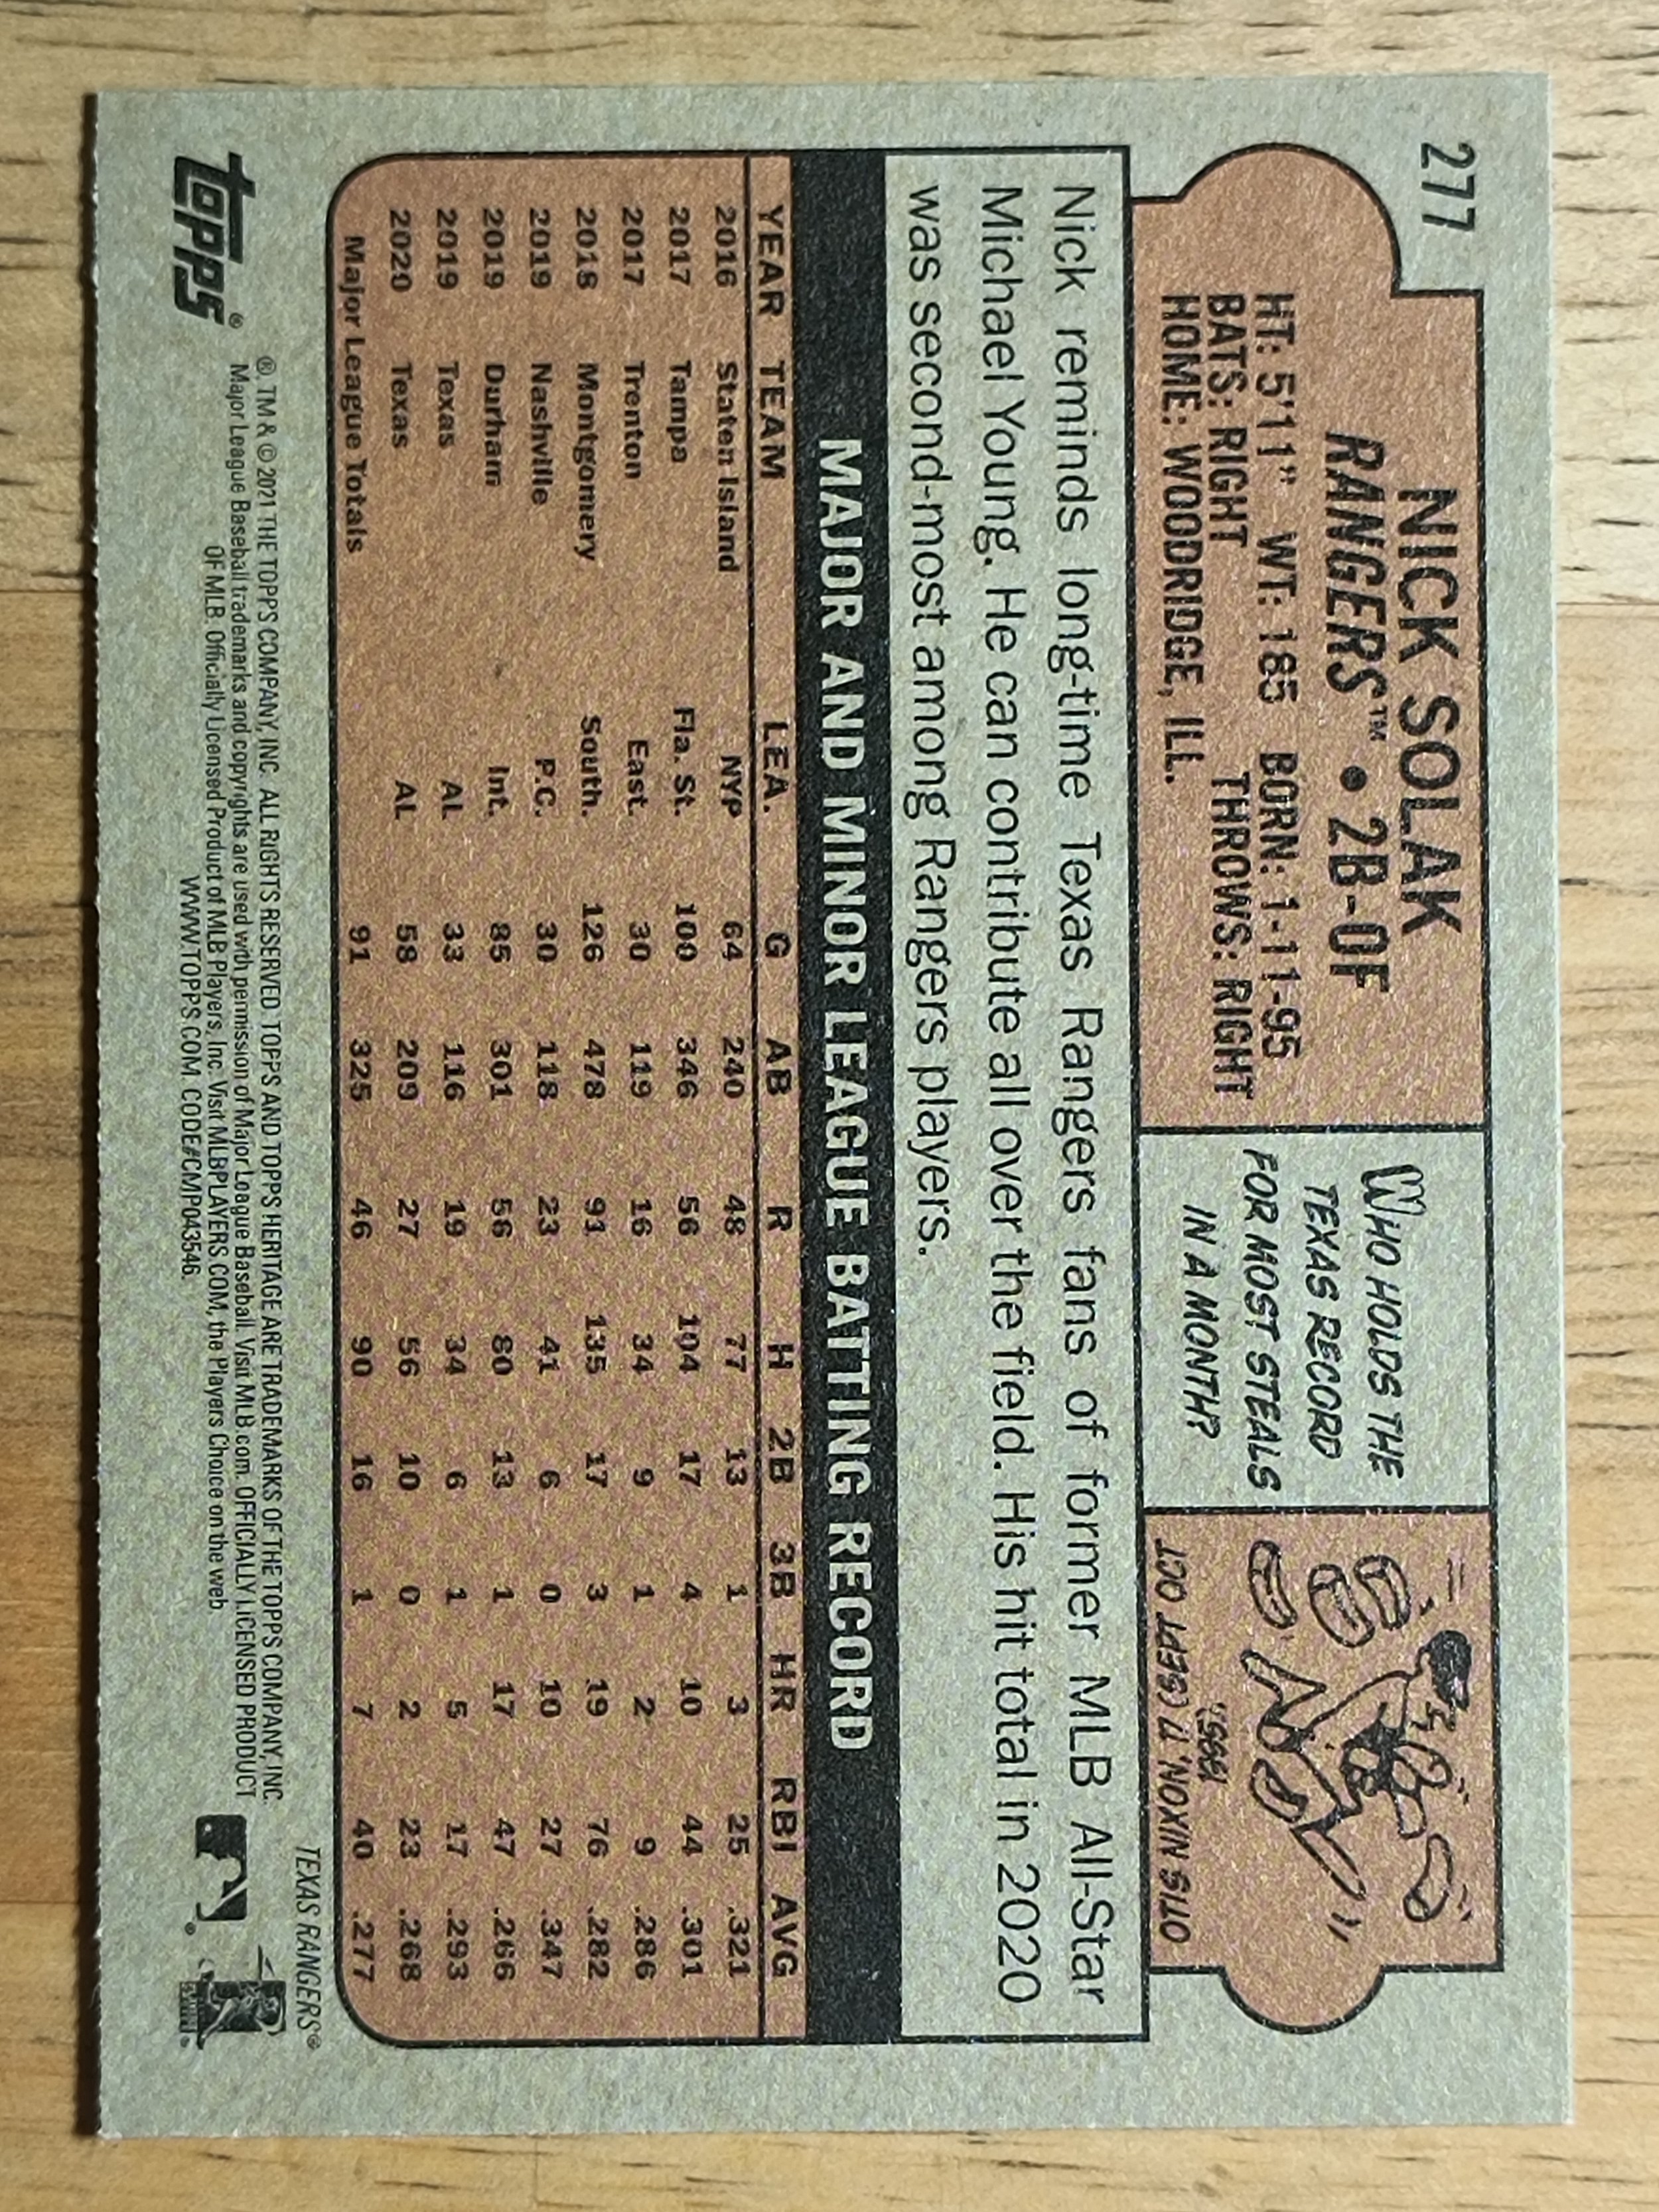 277
NICK SOLAK
RANGERS™ • 2B-OF
HT: 5'11" WT: 185 BORN: 1-11-95
BATS: RIGHT THROWS: RIGHT
HOME: WOODRIDGE, ILL.
WHO HOLDS THE
TEXAS RECORD
FOR MOST STEALS
IN A MONTH?
OTIS NIXON, 17 (SEPT OCT
1995).
Nick reminds long-time Texas Rangers fans of former MLB All-Star
Michael Young. He can contribute all over the field. His hit total in 2020
was second-most among Rangers players.
MAJOR AND MINOR LEAGUE BATTING RECORD
YEAR TEAM LEA. G AB R H 2B 3B HR RBI AVG
2016 Staten Island NYP 64 240 48 77 13 1 3 25 .321
2017 Tampa Fla. St. 100 346 56 104 17 4 10 44 .301
2017 Trenton East. 30 119 16 34 9 1 2 9 .286
2018 Montgomery South. 126 478 91 135 17 3 19 76 .282
2019 Nashville P.C. 30 118 23 41 6 0 10 27 .347
2019 Durham Int. 85 301 56 80 13 1 17 47 .266
2019 Texas AL 33 116 19 34 6 1 5 17 .293
2020 Texas AL 58 209 27 56 10 0 2 23 .268
Major League Totals 91 325 46 90 16 1 7 40 .277
TEXAS RANGERS®
topps®
®, TM & © 2021 THE TOPPS COMPANY, INC. ALL RIGHTS RESERVED. TOPPS AND TOPPS HERITAGE ARE TRADEMARKS OF THE TOPPS COMPANY, INC.
Major League Baseball trademarks and copyrights are used with permission of Major League Baseball. Visit MLB.com. OFFICIALLY LICENSED PRODUCT
OF MLB. Officially Licensed Product of MLB Players, Inc. Visit MLBPLAYERS.COM, the Players Choice on the web.
WWW.TOPPS.COM. CODE#CMP043546.